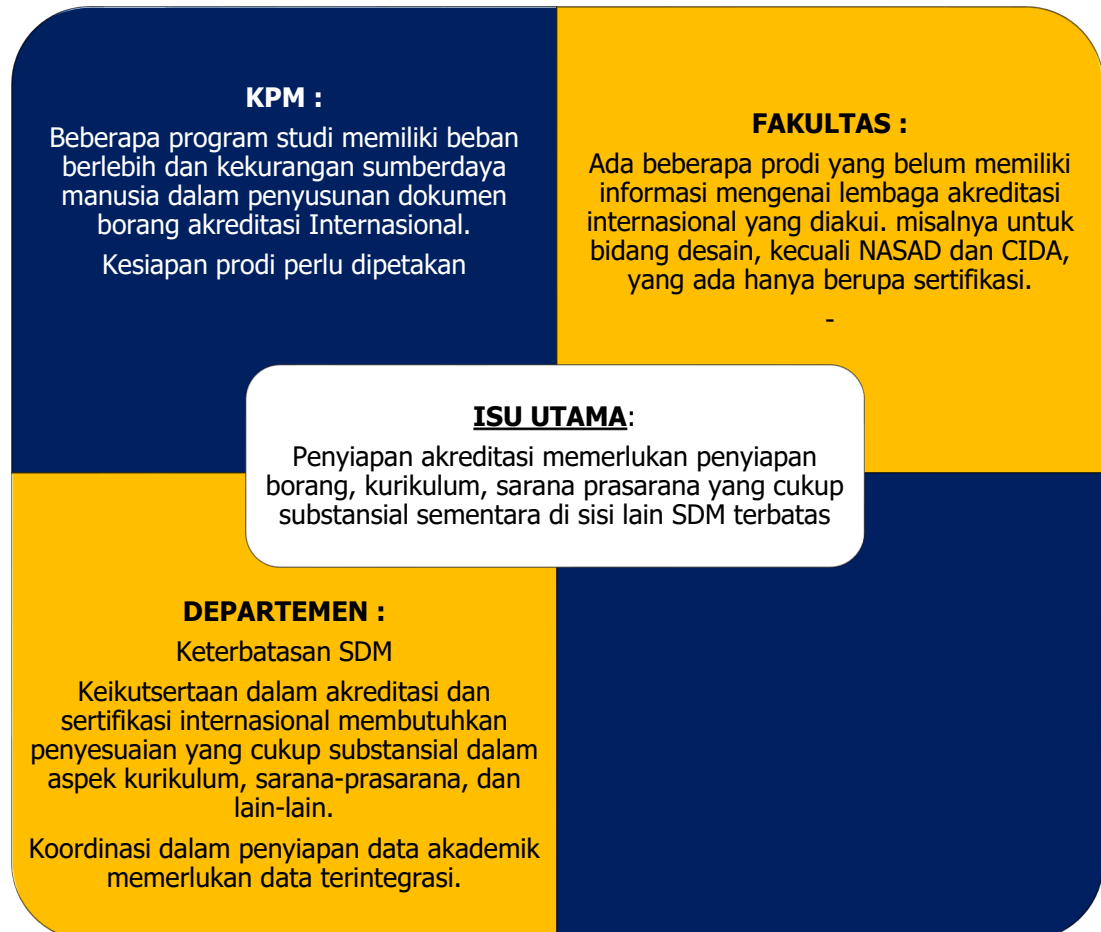 KPM :
Beberapa program studi memiliki beban
berlebih dan kekurangan sumberdaya
manusia dalam penyusunan dokumen
borang akreditasi Internasional.
Kesiapan prodi perlu dipetakan
FAKULTAS :
Ada beberapa prodi yang belum memiliki
informasi mengenai lembaga akreditasi
internasional yang diakui. misalnya untuk
bidang desain, kecuali NASAD dan CIDA,
yang ada hanya berupa sertifikasi.
-
ISU UTAMA:
Penyiapan akreditasi memerlukan penyiapan
borang, kurikulum, sarana prasarana yang cukup
substansial sementara di sisi lain SDM terbatas
DEPARTEMEN :
Keterbatasan SDM
Keikutsertaan dalam akreditasi dan
sertifikasi internasional membutuhkan
penyesuaian yang cukup substansial dalam
aspek kurikulum, sarana-prasarana, dan
lain-lain.
Koordinasi dalam penyiapan data akademik
memerlukan data terintegrasi.